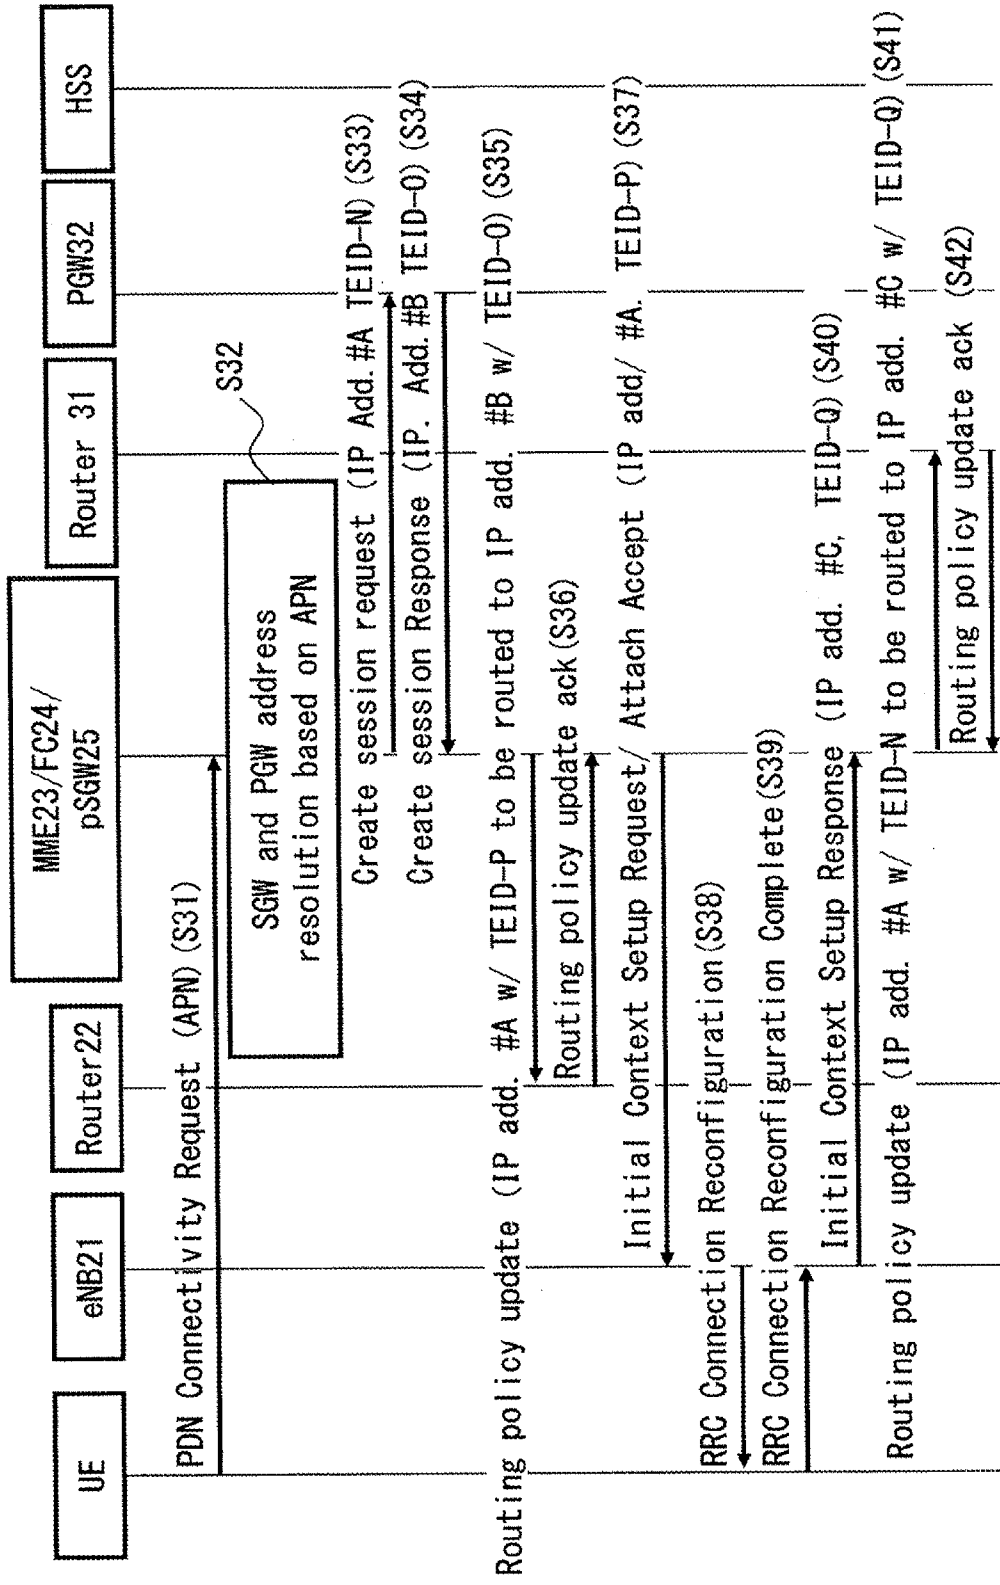 UE
eNB21
Router22
MME23/FC24/
pSGW25
Router 31
PGW32
HSS
PDN Connectivity Request (APN) (S31)
SGW and PGW address
resolution based on APN
S32
Create session request (IP Add.#A TEID-N) (S33)
Create session Response (IP. Add.#B TEID-O) (S34)
Routing policy update (IP add. #A w/ TEID-P to be routed to IP add. #B w/ TEID-O) (S35)
Routing policy update ack(S36)
Initial Context Setup Request/ Attach Accept (IP add/ #A. TEID-P) (S37)
RRC Connection Reconfiguration(S38)
RRC Connection Reconfiguration Complete(S39)
Initial Context Setup Response (IP add. #C, TEID-Q) (S40)
Routing policy update (IP add. #A w/ TEID-N to be routed to IP add. #C w/ TEID-Q) (S41)
Routing policy update ack (S42)